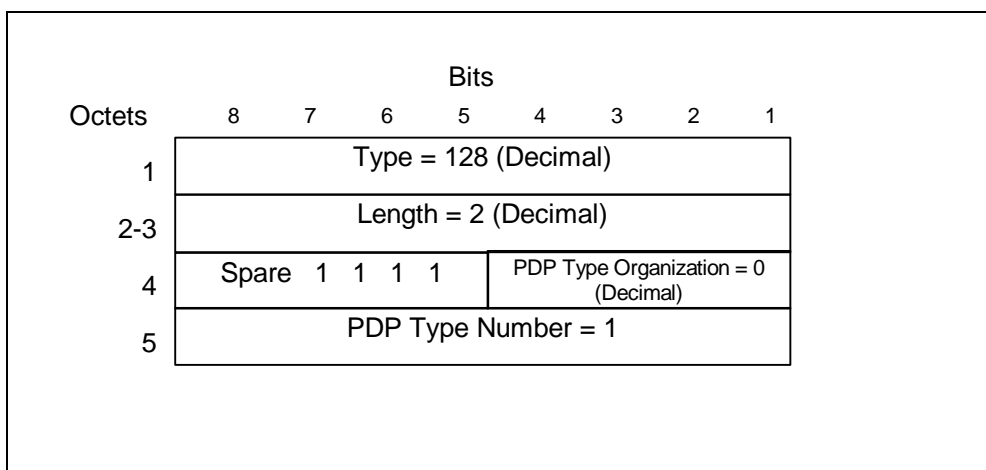 Bits
Octets 8 7 6 5 4 3 2 1
1 Type = 128 (Decimal)
2-3 Length = 2 (Decimal)
4 Spare 1 1 1 1 PDP Type Organization = 0
(Decimal)
5 PDP Type Number = 1